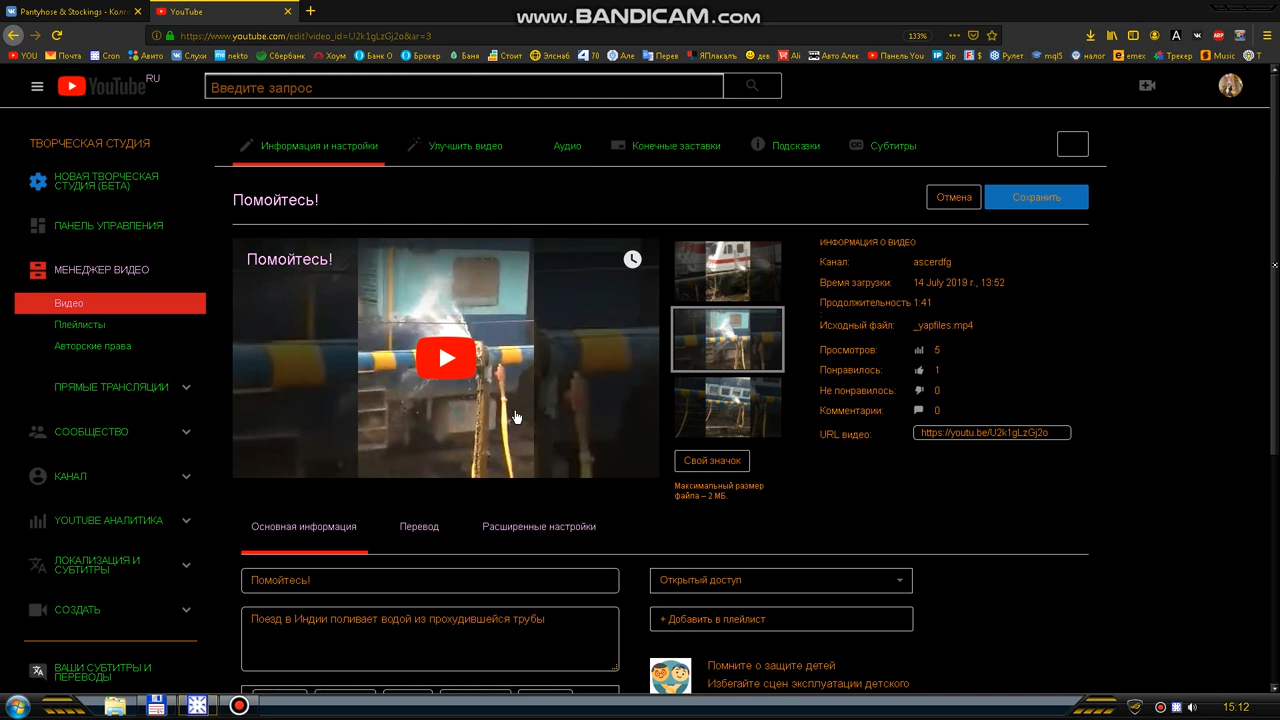 Pantyhose & Stockings - Колг
YouTube
www.BANDICAM.com
https://www.youtube.com/edit?video_id=U2k1gLzGj2o&ar=3
133%
YOU Почта Cron Авито Слухи nekto Хоум Банк О Брокер Баня Стоит Элснаб 70 Але Перев ЯПлакалъ dw Ali Авто Алек Панель You 2ip $ Рулет mql5 налог emex Трекер Music T
YouTube RU
Введите запрос
ТВОРЧЕСКАЯ СТУДИЯ
НОВАЯ ТВОРЧЕСКАЯ
СТУДИЯ (БЕТА)
ПАНЕЛЬ УПРАВЛЕНИЯ
МЕНЕДЖЕР ВИДЕО
Видео
Плейлисты
Авторские права
ПРЯМЫЕ ТРАНСЛЯЦИИ
СООБЩЕСТВО
КАНАЛ
YOUTUBE АНАЛИТИКА
ЛОКАЛИЗАЦИЯ И
СУБТИТРЫ
СОЗДАТЬ
ВАШИ СУБТИТРЫ И
ПЕРЕВОДЫ
Информация и настройки Улучшить видео Аудио Конечные заставки Подсказки Субтитры
Помойтесь!
Отмена Сохранить
Помойтесь!
Свой значок
Максимальный размер
файла – 2 МБ.
ИНФОРМАЦИЯ О ВИДЕО
Канал: ascerdfg
Время загрузки: 14 July 2019 г., 13:52
Продолжительность 1:41
:
Исходный файл: _yapfiles.mp4
Просмотров: 5
Понравилось: 1
Не понравилось: 0
Комментарии: 0
URL видео: https://youtu.be/U2k1gLzGj2o
Основная информация Перевод Расширенные настройки
Помойтесь!
Поезд в Индии поливает водой из прохудившейся трубы
Открытый доступ
+ Добавить в плейлист
Помните о защите детей
Избегайте сцен эксплуатации детского
15:12